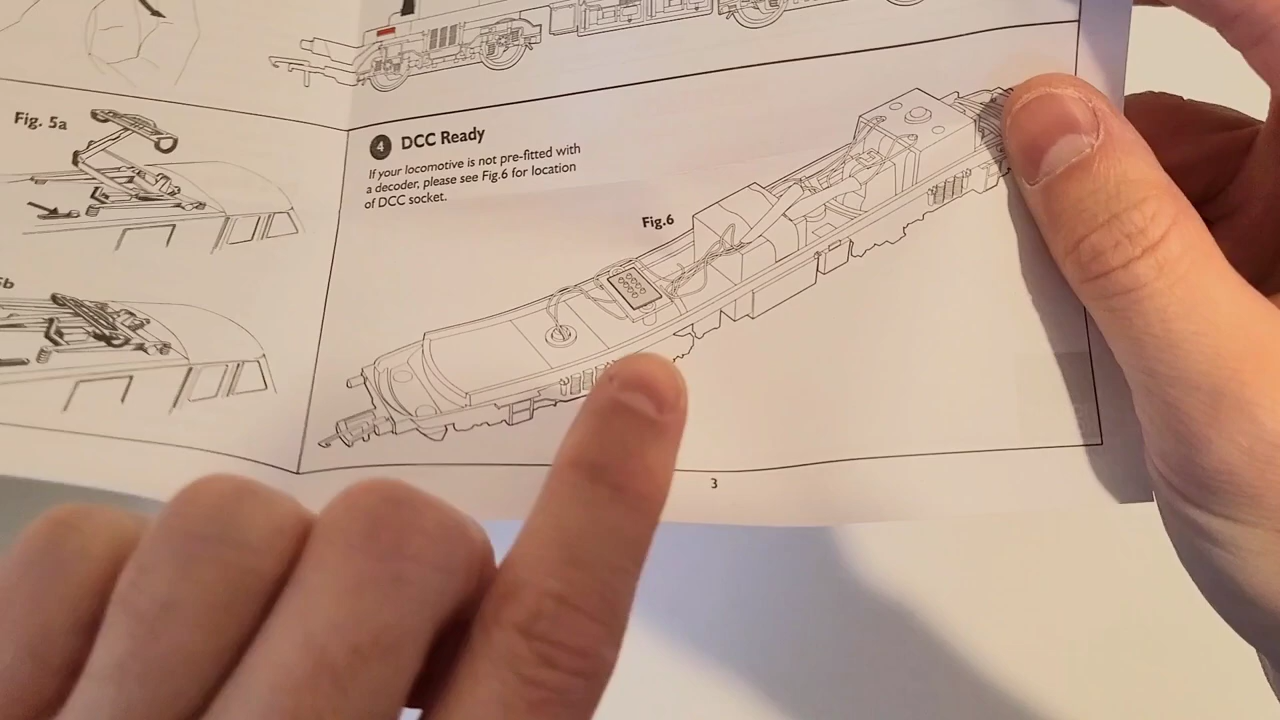 Fig. 5a
4 DCC Ready
If your locomotive is not pre-fitted with
a decoder, please see Fig.6 for location
of DCC socket.
Fig.6
5b
3